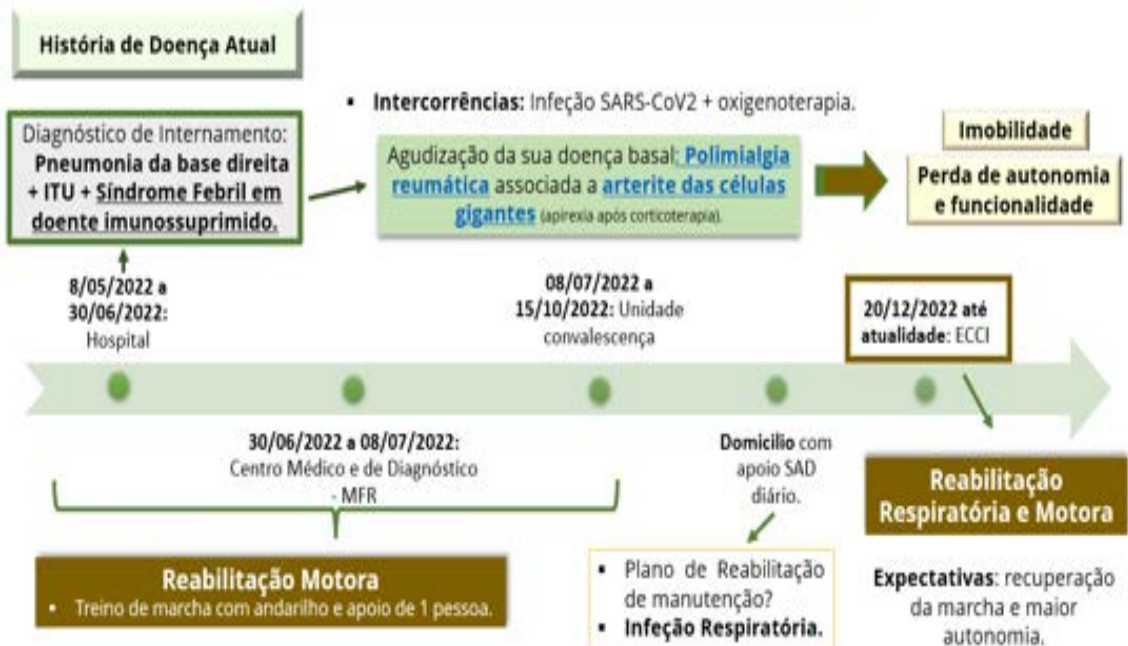 História de Doença Atual
▪ Intercorrências: Infeção SARS-CoV2 + oxigenoterapia.
Diagnóstico de Internamento:
Pneumonia da base direita
+ ITU + Síndrome Febril em
doente imunossuprimido.
Agudização da sua doença basal: Polimialgia
reumática associada a arterite das células
gigantes (apirexia após corticoterapia).
Imobilidade
Perda de autonomia
e funcionalidade
8/05/2022 a
30/06/2022:
Hospital
08/07/2022 a
15/10/2022: Unidade
convalescença
20/12/2022 até
atualidade: ECCI
30/06/2022 a 08/07/2022:
Centro Médico e de Diagnóstico
- MFR
Domicilio com
apoio SAD
diário.
Reabilitação
Respiratória e Motora
Reabilitação Motora
▪ Treino de marcha com andarilho e apoio de 1 pessoa.
▪ Plano de Reabilitação
de manutenção?
▪ Infeção Respiratória.
Expectativas: recuperação
da marcha e maior
autonomia.